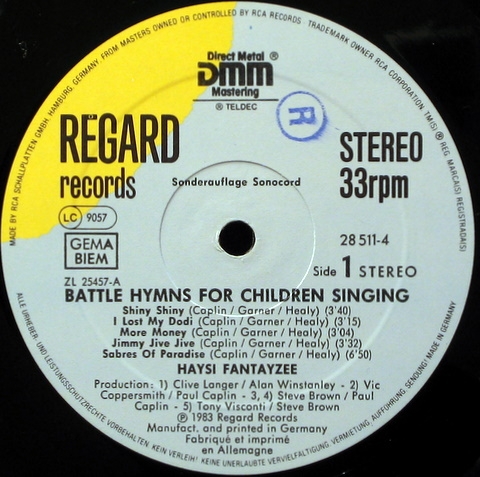 MADE BY RCA SCHALLPLATTEN GMBH, HAMBURG, GERMANY, FROM MASTERS OWNED OR CONTROLLED BY RCA RECORDS · TRADEMARK OWNER RCA CORPORATION, TM(S) ® REG. MARCA(S) REGISTRADA(S)
Direct Metal ®
DMM
Mastering
® TELDEC
R
REGARD
records
STEREO
33rpm
Sonderauflage Sonocord
LC 9057
GEMA
BIEM
28 511-4
Side 1 STEREO
ZL 25457-A
BATTLE HYMNS FOR CHILDREN SINGING
Shiny Shiny (Caplin / Garner / Healy) (3'40)
I Lost My Dodi (Caplin / Garner / Healy) (3'15)
More Money (Caplin / Garner / Healy) (3'04)
Jimmy Jive Jive (Caplin / Garner / Healy) (3'32)
Sabres Of Paradise (Caplin / Garner / Healy) (6'50)
HAYSI FANTAYZEE
Production: 1) Clive Langer / Alan Winstanley - 2) Vic
Coppersmith / Paul Caplin - 3, 4) Steve Brown / Paul
Caplin - 5) Tony Visconti / Steve Brown
℗ 1983 Regard Records
Manufact. and printed in Germany
Fabriqué et imprimé
en Allemagne
ALLE URHEBER- UND LEISTUNGSSCHUTZRECHTE VORBEHALTEN. KEIN VERLEIH! KEINE UNERLAUBTE VERVIELFÄLTIGUNG, VERMIETUNG, AUFFÜHRUNG, SENDUNG! MADE IN GERMANY